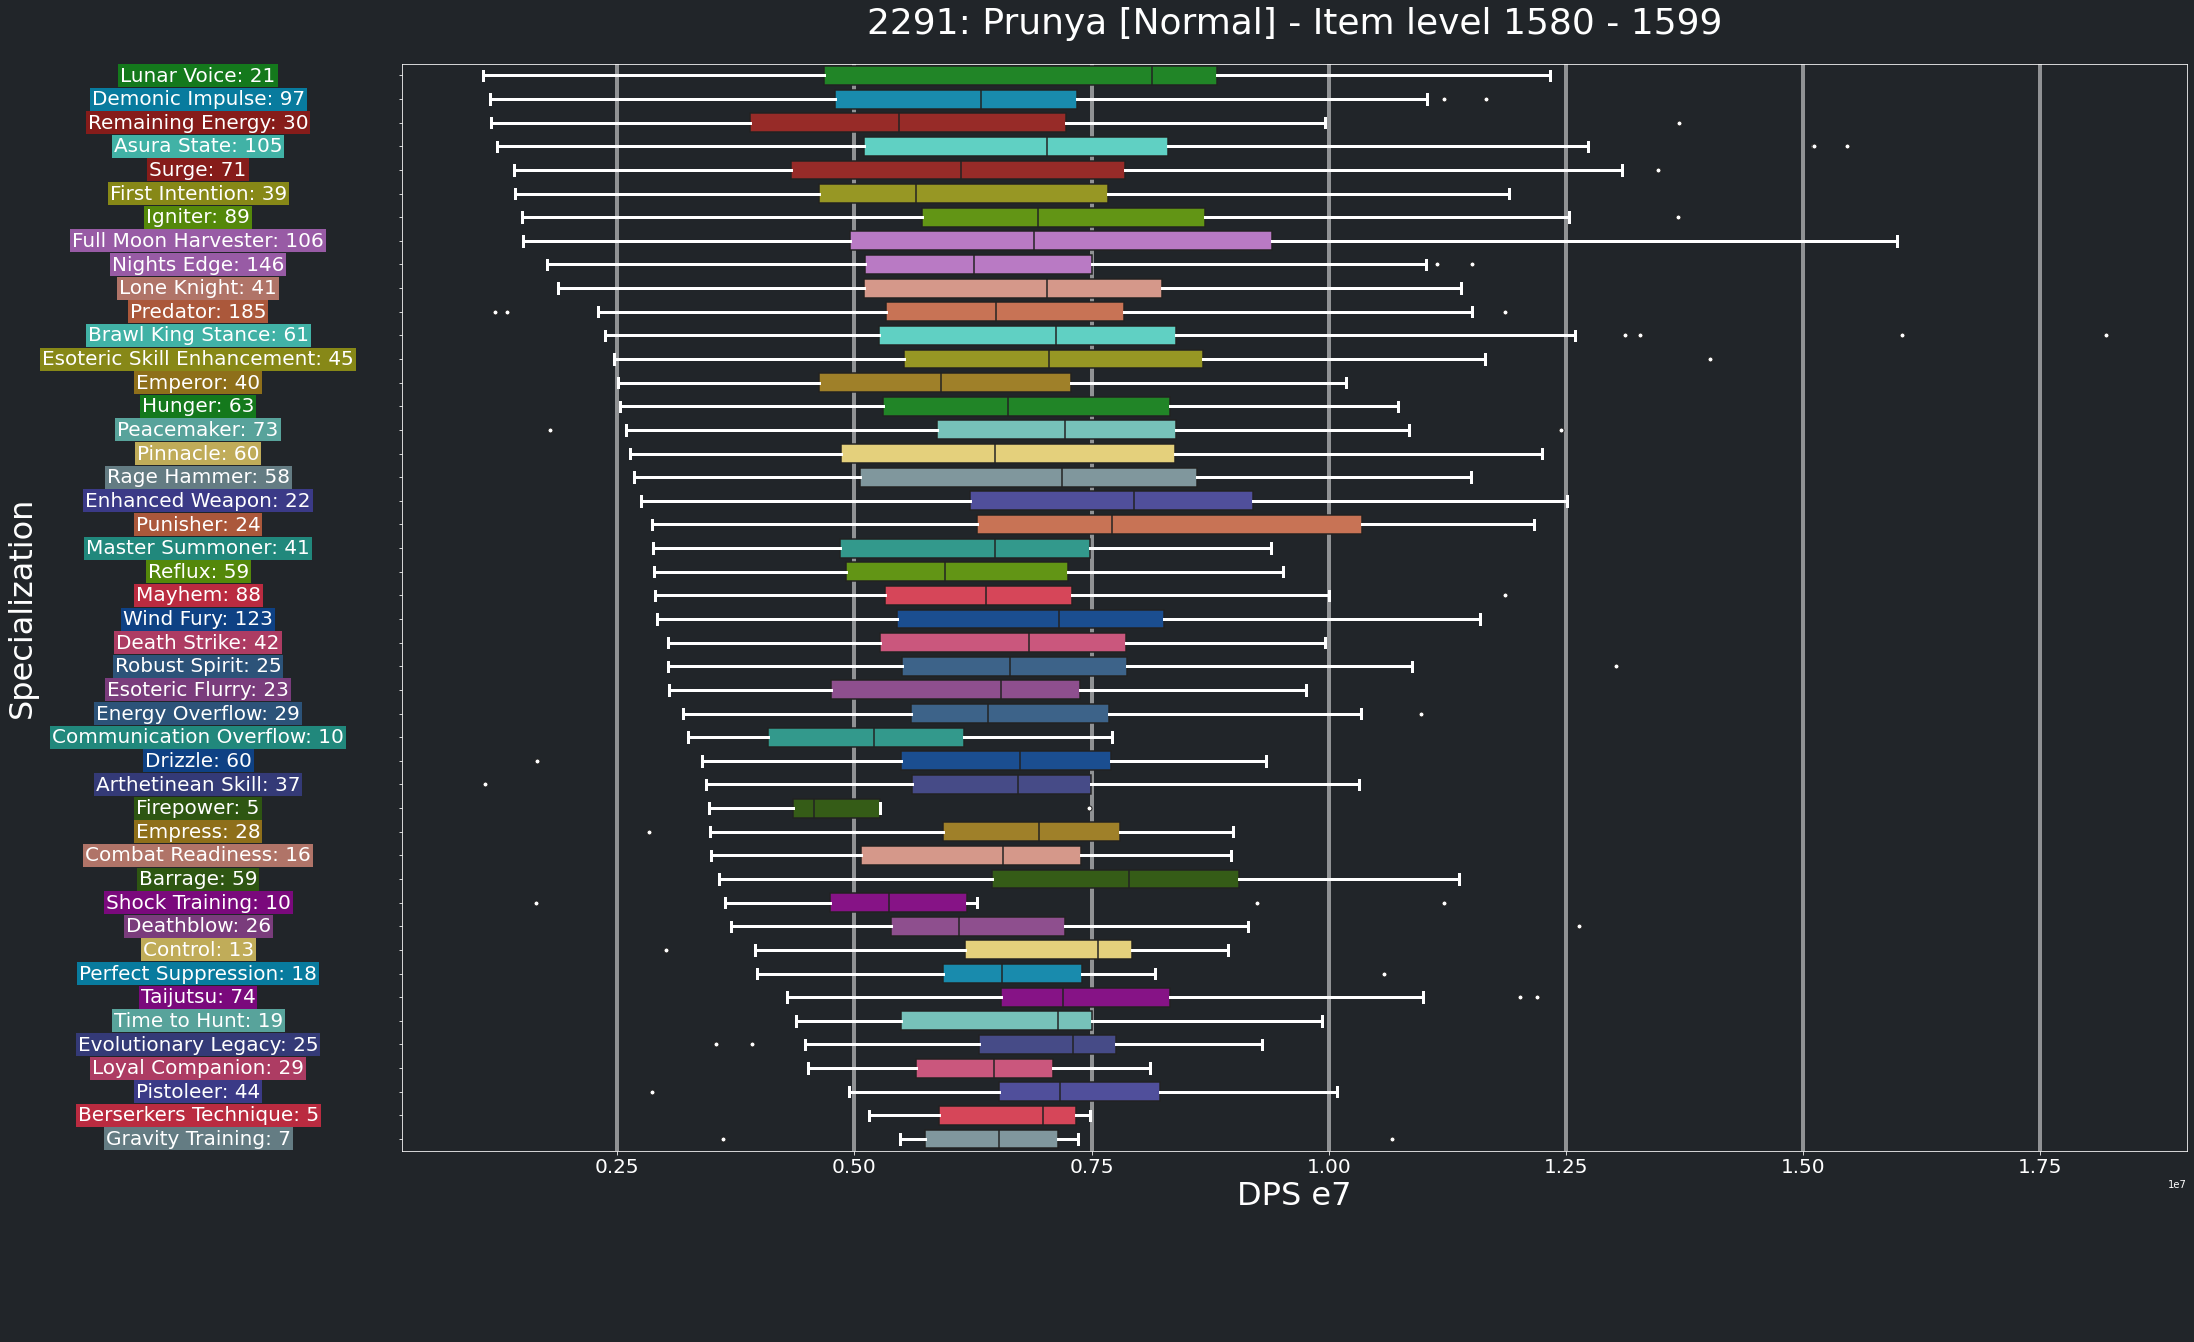 2291: Prunya [Normal] - Item level 1580 - 1599
Specialization
Lunar Voice: 21
Demonic Impulse: 97
Remaining Energy: 30
Asura State: 105
Surge: 71
First Intention: 39
Igniter: 89
Full Moon Harvester: 106
Nights Edge: 146
Lone Knight: 41
Predator: 185
Brawl King Stance: 61
Esoteric Skill Enhancement: 45
Emperor: 40
Hunger: 63
Peacemaker: 73
Pinnacle: 60
Rage Hammer: 58
Enhanced Weapon: 22
Punisher: 24
Master Summoner: 41
Reflux: 59
Mayhem: 88
Wind Fury: 123
Death Strike: 42
Robust Spirit: 25
Esoteric Flurry: 23
Energy Overflow: 29
Communication Overflow: 10
Drizzle: 60
Arthetinean Skill: 37
Firepower: 5
Empress: 28
Combat Readiness: 16
Barrage: 59
Shock Training: 10
Deathblow: 26
Control: 13
Perfect Suppression: 18
Taijutsu: 74
Time to Hunt: 19
Evolutionary Legacy: 25
Loyal Companion: 29
Pistoleer: 44
Berserkers Technique: 5
Gravity Training: 7
0.25 0.50 0.75 1.00 1.25 1.50 1.75
1e7
DPS e7